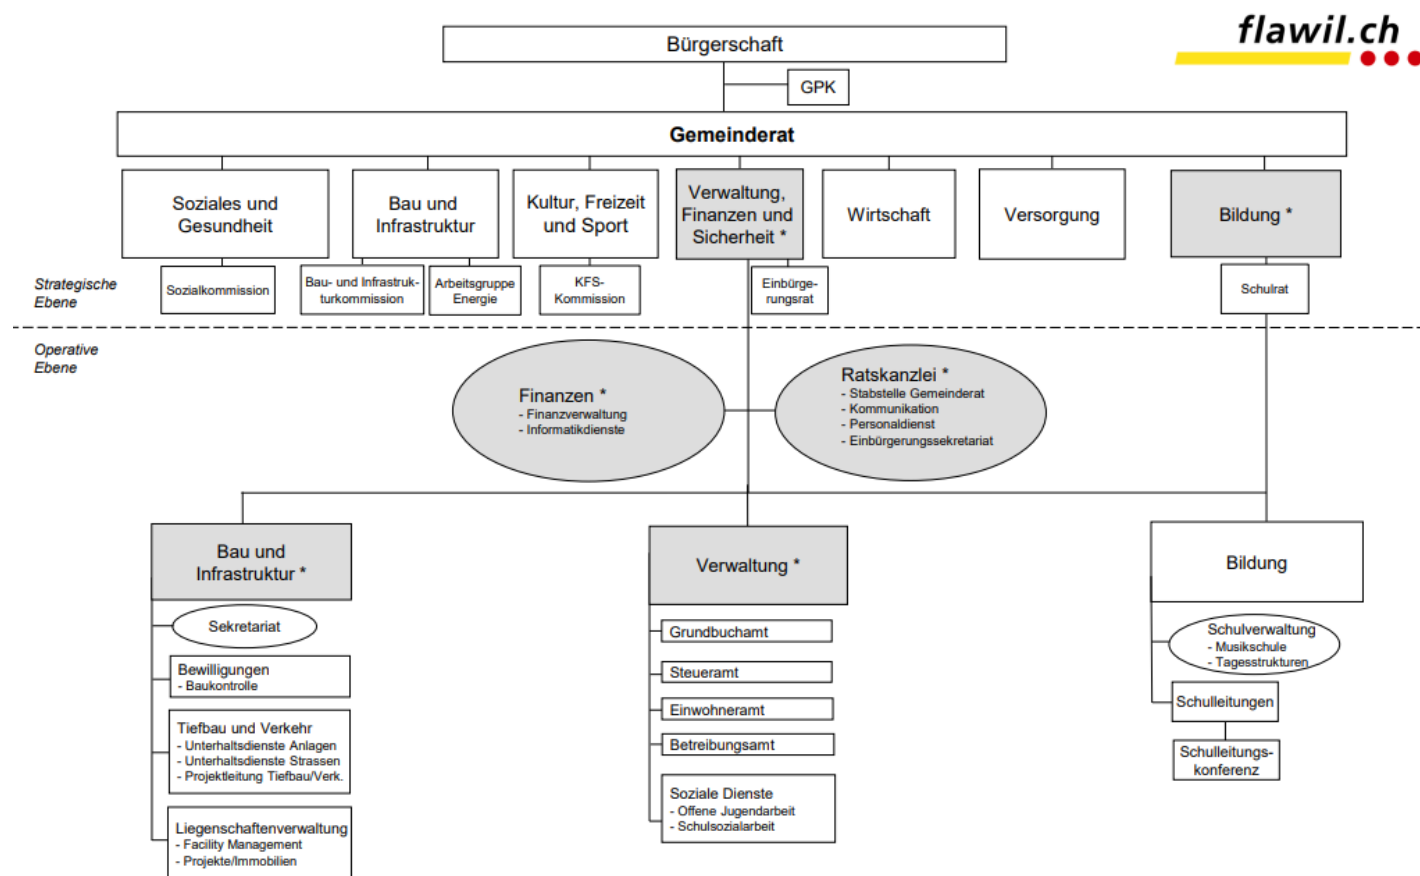 flawil.ch
Bürgerschaft
GPK
Gemeinderat
Soziales und
Gesundheit
Bau und
Infrastruktur
Kultur, Freizeit
und Sport
Verwaltung,
Finanzen und
Sicherheit *
Wirtschaft
Versorgung
Bildung *
Strategische
Ebene
Sozialkommission
Bau- und Infrastruk-
turkommission
Arbeitsgruppe
Energie
KFS-
Kommission
Einbürge-
rungsrat
Schulrat
Operative
Ebene
Finanzen *
- Finanzverwaltung
- Informatikdienste
Ratskanzlei *
- Stabstelle Gemeinderat
- Kommunikation
- Personaldienst
- Einbürgerungssekretariat
Bau und
Infrastruktur *
Sekretariat
Bewilligungen
- Baukontrolle
Tiefbau und Verkehr
- Unterhaltsdienste Anlagen
- Unterhaltsdienste Strassen
- Projektleitung Tiefbau/Verk.
Liegenschaftenverwaltung
- Facility Management
- Projekte/Immobilien
Verwaltung *
Grundbuchamt
Steueramt
Einwohneramt
Betreibungsamt
Soziale Dienste
- Offene Jugendarbeit
- Schulsozialarbeit
Bildung
Schulverwaltung
- Musikschule
- Tagesstrukturen
Schulleitungen
Schulleitungs-
konferenz